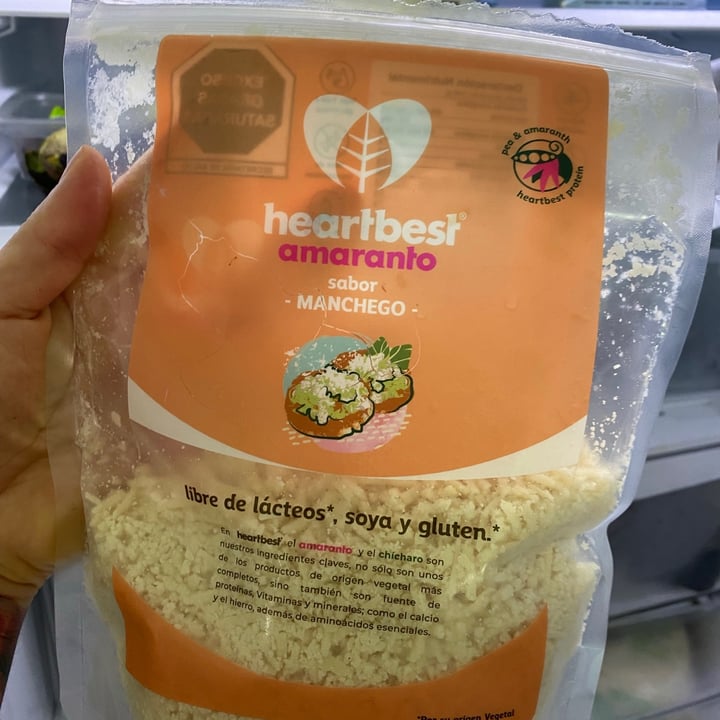 EXCESO
GRASAS
SATURADAS
Declaración Nutrimental
pea & amaranth
heartbest protein
heartbest®
amaranto
sabor
- MANCHEGO -
libre de lácteos*, soya y gluten.*
En heartbest el amaranto y el chícharo son
nuestros ingredientes claves, no sólo son unos
de los productos de origen vegetal más
completos, sino también son fuente de
proteínas, vitaminas y minerales; como el calcio
y el hierro, además de aminoácidos esenciales.
*Por su origen Vegetal